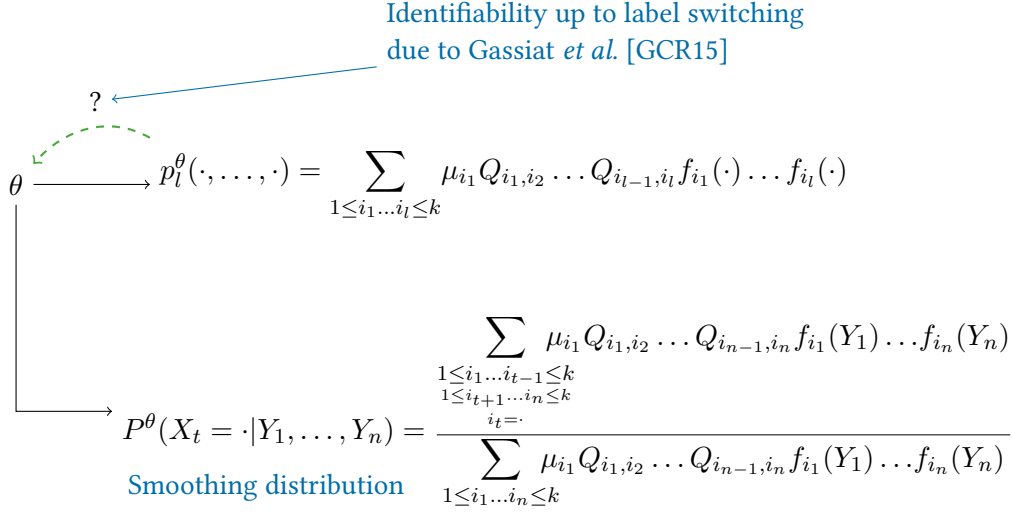 Identifiability up to label switching
due to Gassiat et al. [GCR15]
?
θ
p_l^θ(·, . . . , ·) = ∑_{1≤i_1...i_l≤k} μ_{i_1} Q_{i_1,i_2} . . . Q_{i_{l−1},i_l} f_{i_1}(·) . . . f_{i_l}(·)
∑_{1≤i_1...i_{t−1}≤k, 1≤i_{t+1}...i_n≤k, i_t=·} μ_{i_1} Q_{i_1,i_2} . . . Q_{i_{n−1},i_n} f_{i_1}(Y_1) . . . f_{i_n}(Y_n)
P^θ(X_t = ·|Y_1, . . . , Y_n) =
∑_{1≤i_1...i_n≤k} μ_{i_1} Q_{i_1,i_2} . . . Q_{i_{n−1},i_n} f_{i_1}(Y_1) . . . f_{i_n}(Y_n)
Smoothing distribution